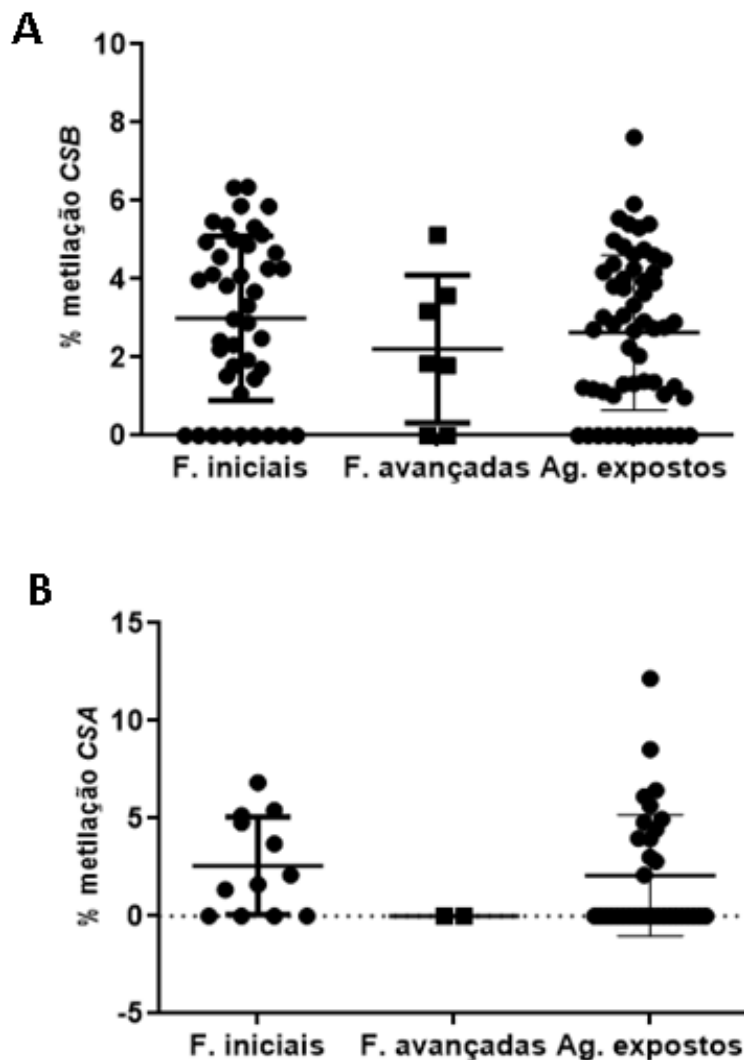 A
% metilação CSB
10
8
6
4
2
0
F. iniciais F. avançadas Ag. expostos
B
% metilação CSA
15
10
5
0
-5
F. iniciais F. avançadas Ag. expostos